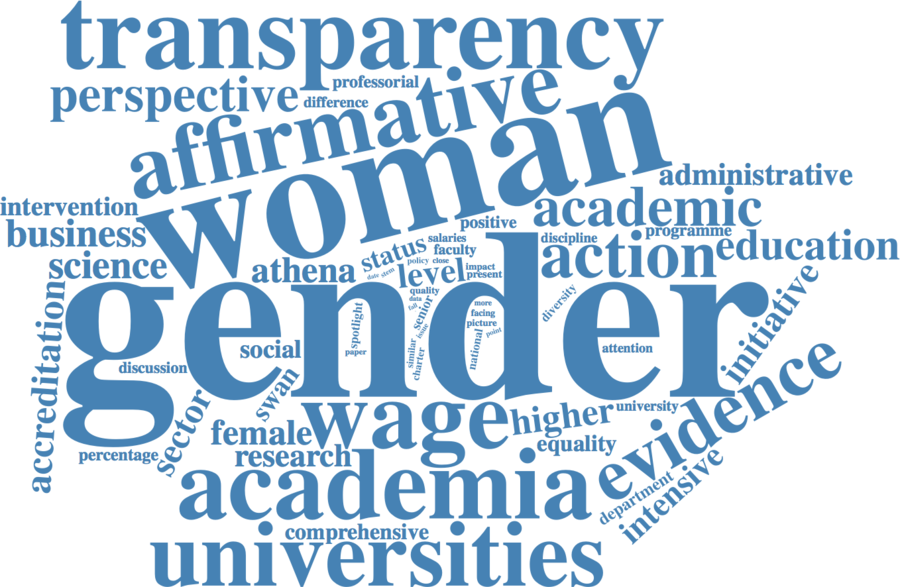 transparency
professorial
perspective
difference
affirmative
woman
administrative
intervention
academic
positive
business
programme
discipline
status
salaries
faculty
education
action
science
athena
policy
close
level
impact
date
stem
present
gender
quality
data
full
senior
more
facing
picture
point
national
issue
similar
charter
spotlight
paper
diversity
initiative
accreditations
social
attention
discussion
swan
evidence
wage
higher
university
sector
female
equality
percentage
research
academia
department
intensive
comprehensive
universities